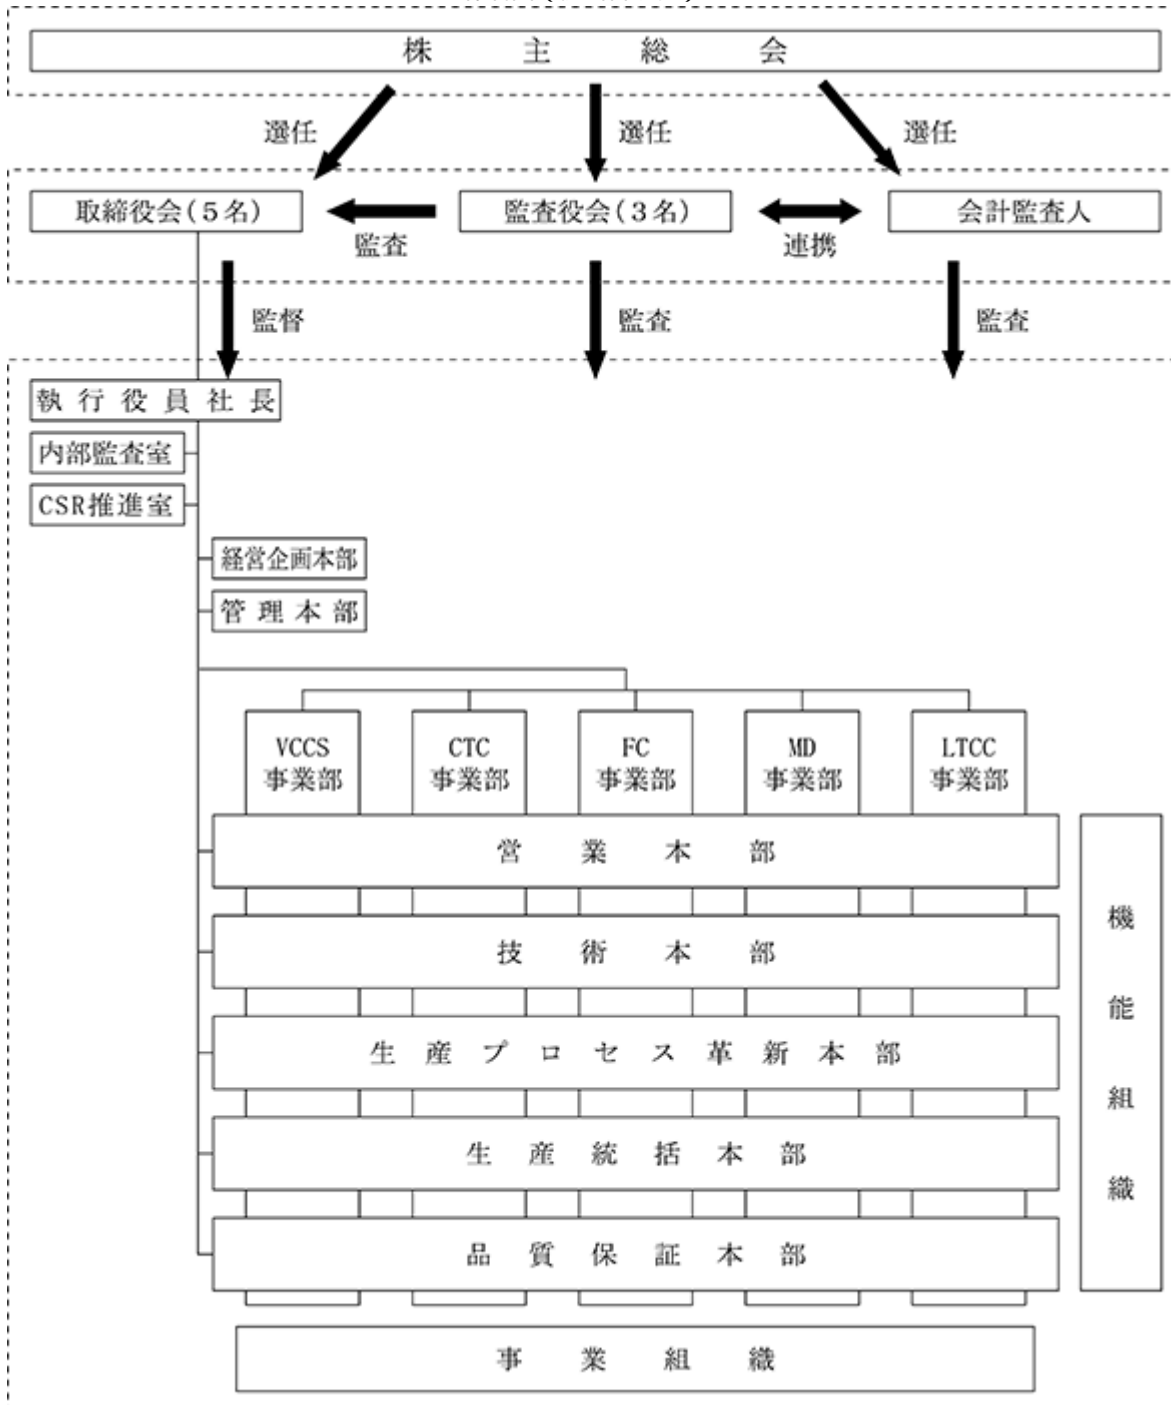 株主総会
選任
選任
選任
取締役会(5名)
監査役会(3名)
会計監査人
監査
連携
監督
監査
監査
執行役員社長
内部監査室
CSR推進室
経営企画本部
管理本部
VCCS
事業部
CTC
事業部
FC
事業部
MD
事業部
LTCC
事業部
営業本部
技術本部
生産プロセス革新本部
生産統括本部
品質保証本部
機能組織
事業組織